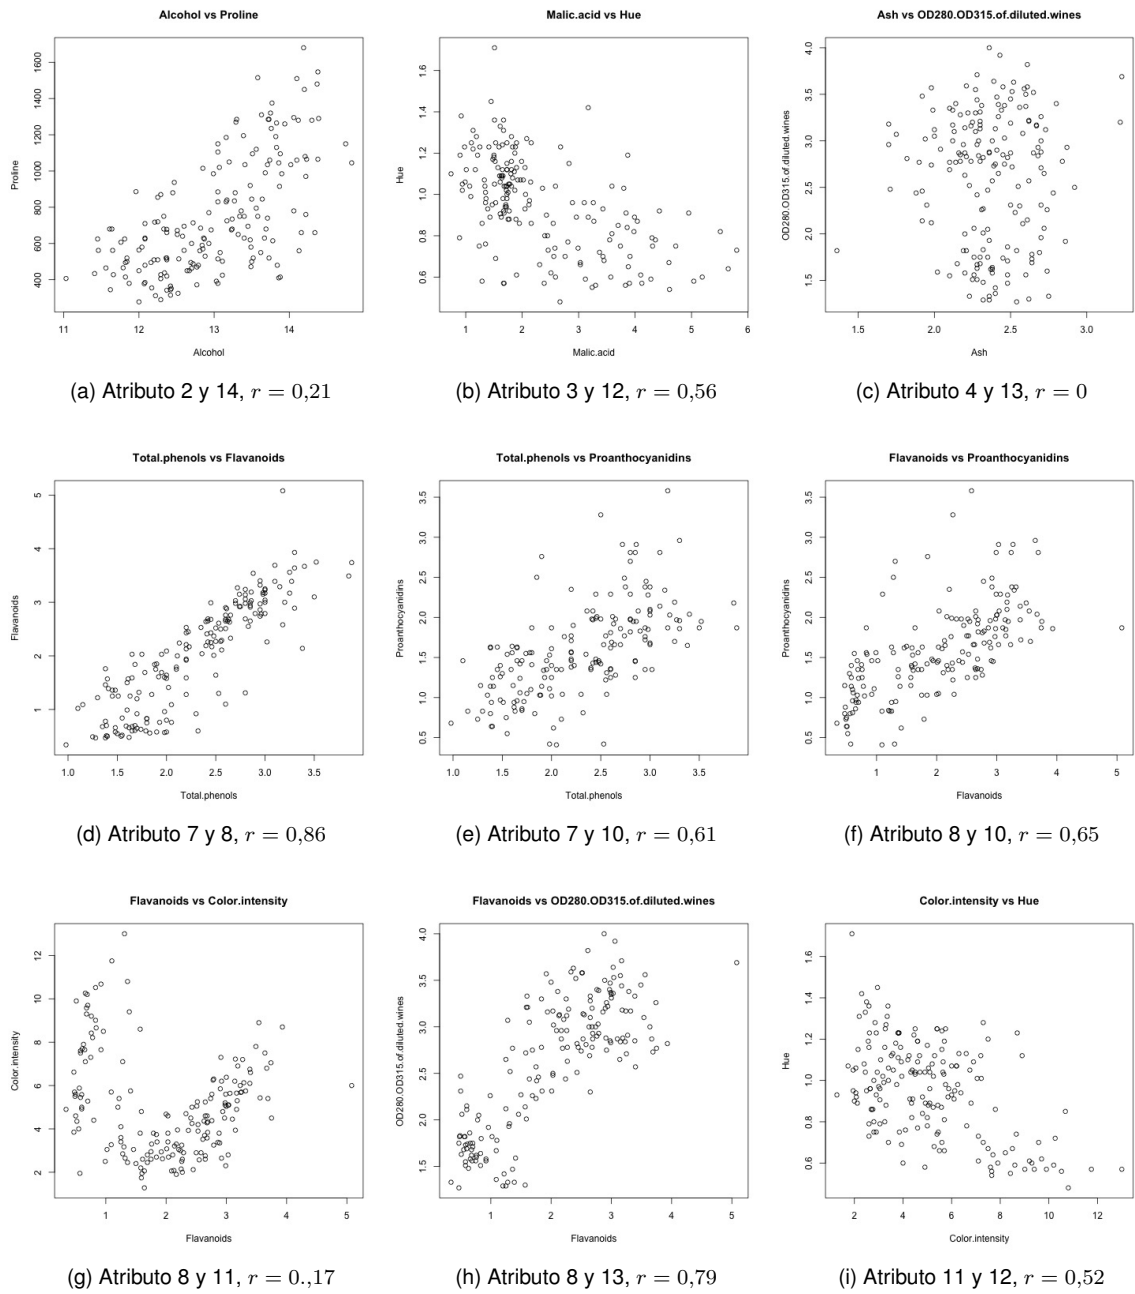 Alcohol vs Proline
Proline
400
600
800
1000
1200
1400
1600
11
12
13
14
Alcohol
(a) Atributo 2 y 14, r = 0,21
Malic.acid vs Hue
Hue
0.6
0.8
1.0
1.2
1.4
1.6
1
2
3
4
5
6
Malic.acid
(b) Atributo 3 y 12, r = 0,56
Ash vs OD280.OD315.of.diluted.wines
OD280.OD315.of.diluted.wines
1.5
2.0
2.5
3.0
3.5
4.0
1.5
2.0
2.5
3.0
Ash
(c) Atributo 4 y 13, r = 0
Total.phenols vs Flavanoids
Flavanoids
1
2
3
4
5
1.0
1.5
2.0
2.5
3.0
3.5
Total.phenols
(d) Atributo 7 y 8, r = 0,86
Total.phenols vs Proanthocyanidins
Proanthocyanidins
0.5
1.0
1.5
2.0
2.5
3.0
3.5
1.0
1.5
2.0
2.5
3.0
3.5
Total.phenols
(e) Atributo 7 y 10, r = 0,61
Flavanoids vs Proanthocyanidins
Proanthocyanidins
0.5
1.0
1.5
2.0
2.5
3.0
3.5
1
2
3
4
5
Flavanoids
(f) Atributo 8 y 10, r = 0,65
Flavanoids vs Color.intensity
Color.intensity
2
4
6
8
10
12
1
2
3
4
5
Flavanoids
(g) Atributo 8 y 11, r = 0.,17
Flavanoids vs OD280.OD315.of.diluted.wines
OD280.OD315.of.diluted.wines
1.5
2.0
2.5
3.0
3.5
4.0
1
2
3
4
5
Flavanoids
(h) Atributo 8 y 13, r = 0,79
Color.intensity vs Hue
Hue
0.6
0.8
1.0
1.2
1.4
1.6
2
4
6
8
10
12
Color.intensity
(i) Atributo 11 y 12, r = 0,52